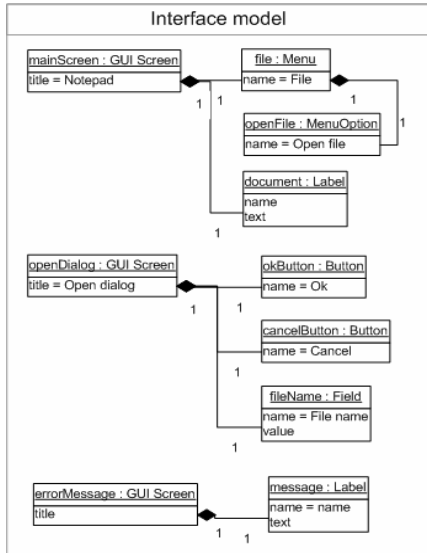 Interface model
mainScreen : GUI Screen
title = Notepad
file : Menu
name = File
1
1
openFile : MenuOption
name = Open file
1
document : Label
name
text
1
openDialog : GUI Screen
title = Open dialog
okButton : Button
name = Ok
1
1
cancelButton : Button
name = Cancel
1
fileName : Field
name = File name
value
1
errorMessage : GUI Screen
title
message : Label
name = name
text
1
1